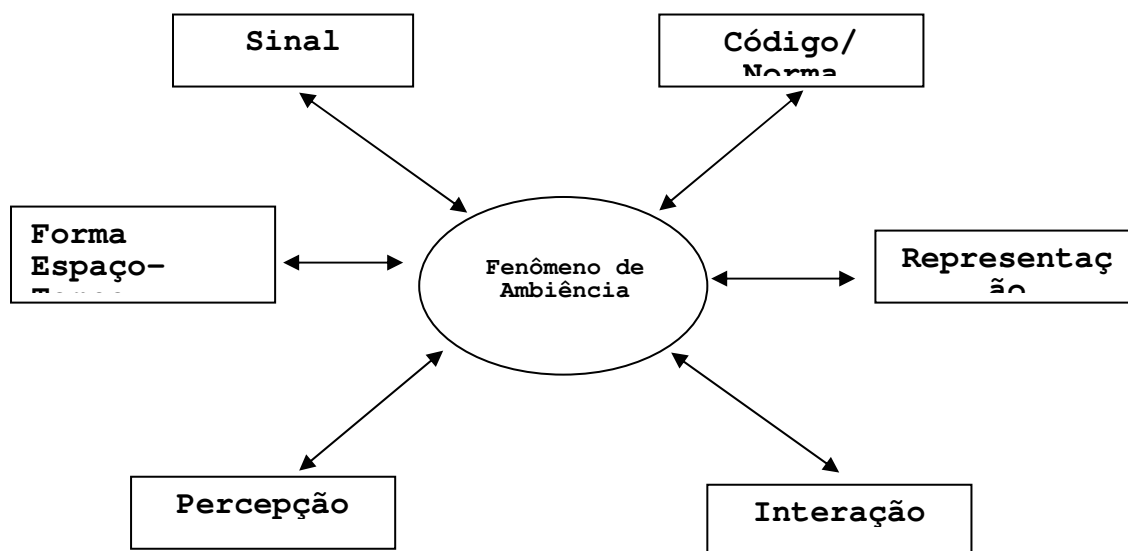 Sinal
Código/
Norma
Forma
Espaço-
Fenômeno de
Ambiência
Representaç
ão
Percepção
Interação